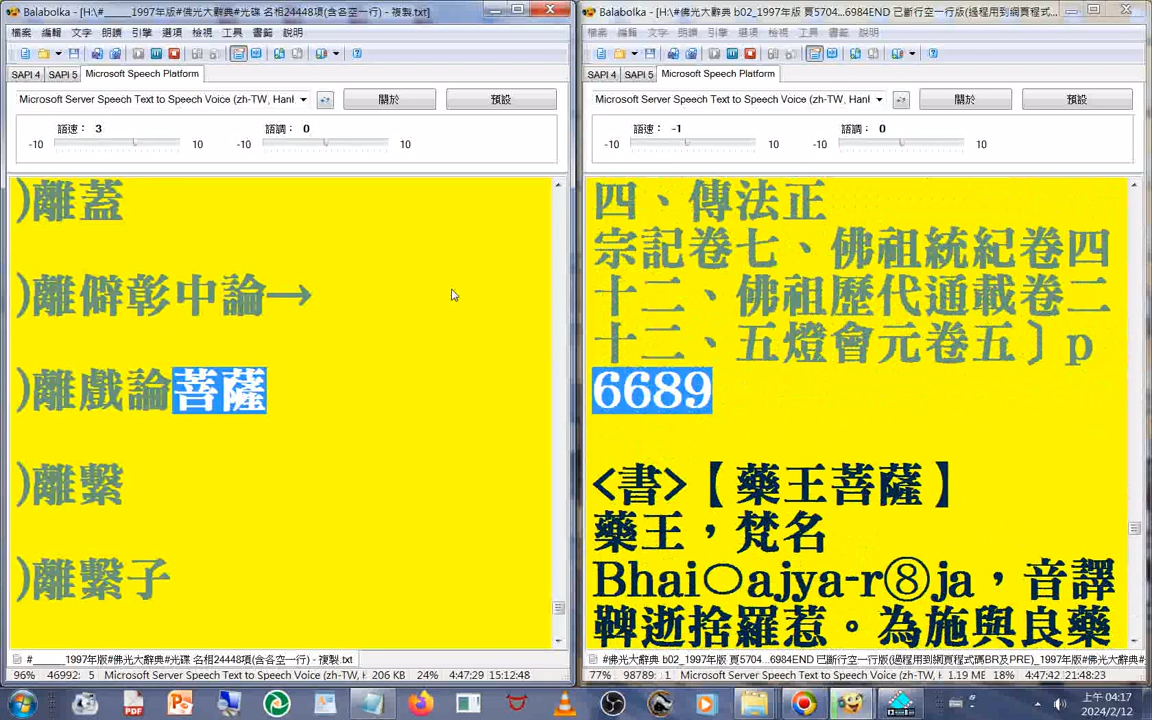 Balabolka - [H:\#_____1997年版#佛光大辭典#光碟 名相24448項(含各空一行) - 複製.txt]
檔案 編輯 文字 朗讀 引擎 選項 檢視 工具 書籤 說明
SAPI 4 SAPI 5 Microsoft Speech Platform
Microsoft Server Speech Text to Speech Voice (zh-TW, Hanl
關於
預設
語速： 3
語調： 0
-10 10 -10 10
)離蓋
)離僻彰中論→
)離戲論菩薩
)離繫
)離繫子
#_____1997年版#佛光大辭典#光碟 名相24448項(含各空一行) - 複製.txt
96% 46992: 5 Microsoft Server Speech Text to Speech Voice (zh-TW, H 206 KB 24% 4:47:29 15:12:48
Balabolka - [H:\#佛光大辭典 b02_1997年版 頁5704...6984END 已斷行空一行版(過程用到網頁程式...
檔案 編輯 文字 朗讀 引擎 選項 檢視 工具 書籤 說明
SAPI 4 SAPI 5 Microsoft Speech Platform
Microsoft Server Speech Text to Speech Voice (zh-TW, Hanl
關於
預設
語速： -1
語調： 0
-10 10 -10 10
四、傳法正
宗記卷七、佛祖統紀卷四
十二、佛祖歷代通載卷二
十二、五燈會元卷五〕p
6689
<書>【藥王菩薩】
藥王，梵名
Bhai○ajya-r⑧ja，音譯
鞞逝捨羅惹。為施與良藥
#佛光大辭典 b02_1997年版 頁5704...6984END 已斷行空一行版(過程用到網頁程式碼BR及PRE)_1997年版#佛光大辭典#
77% 98789: 1 Microsoft Server Speech Text to Speech Voice (zh-TW, H 1.19 ME 18% 4:47:42 21:48:23
上午 04:17
2024/2/12